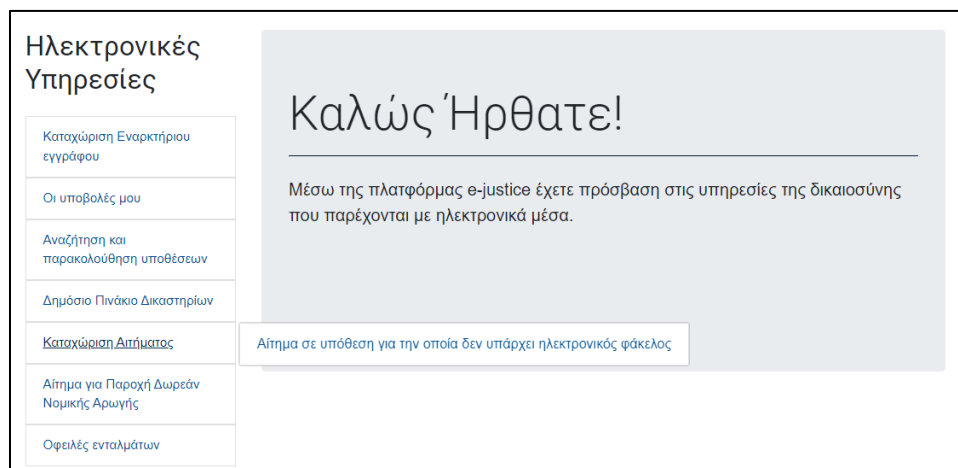 Ηλεκτρονικές
Υπηρεσίες
Καταχώριση Εναρκτήριου
εγγράφου
Οι υποβολές μου
Αναζήτηση και
παρακολούθηση υποθέσεων
Δημόσιο Πινάκιο Δικαστηρίων
Καταχώριση Αιτήματος
Αίτημα σε υπόθεση για την οποία δεν υπάρχει ηλεκτρονικός φάκελος
Αίτημα για Παροχή Δωρεάν
Νομικής Αρωγής
Οφειλές ενταλμάτων
Καλώς Ήρθατε!
Μέσω της πλατφόρμας e-justice έχετε πρόσβαση στις υπηρεσίες της δικαιοσύνης
που παρέχονται με ηλεκτρονικά μέσα.